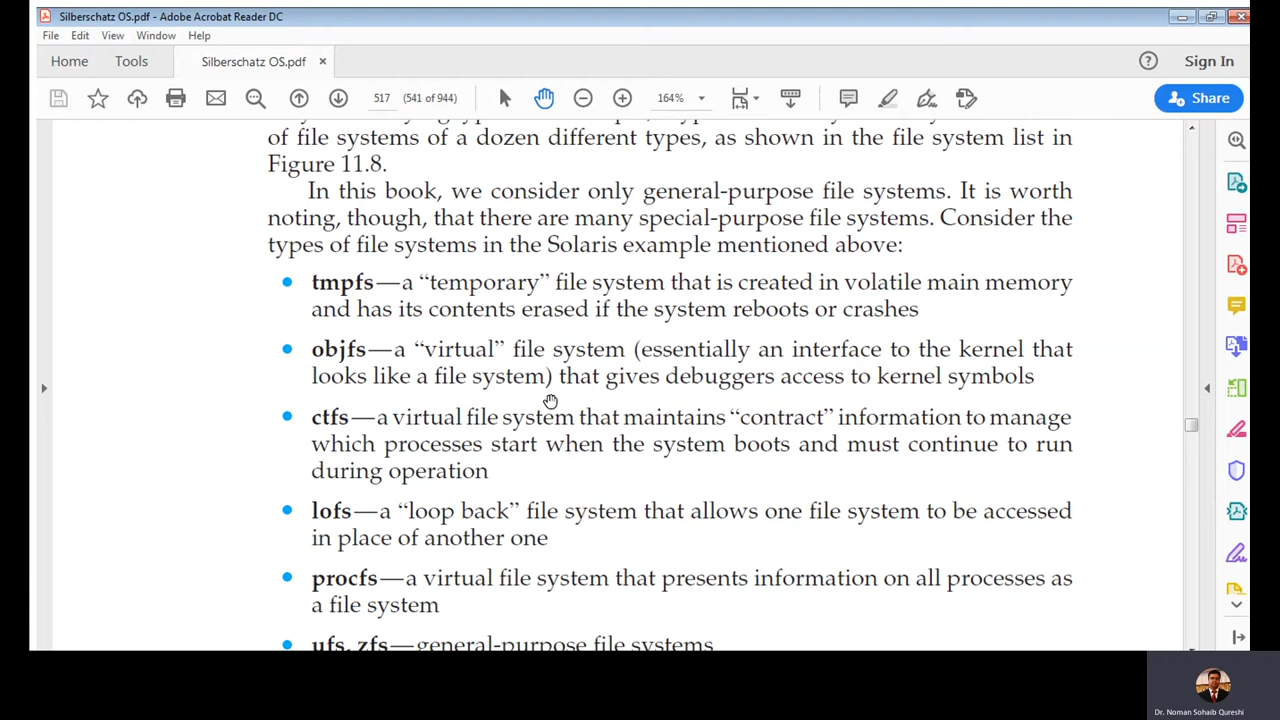 Silberschatz OS.pdf - Adobe Acrobat Reader DC
File Edit View Window Help
Home Tools Silberschatz OS.pdf × Sign In
517 (541 of 944) 164% Share
of file systems of a dozen different types, as shown in the file system list in
Figure 11.8.
In this book, we consider only general-purpose file systems. It is worth
noting, though, that there are many special-purpose file systems. Consider the
types of file systems in the Solaris example mentioned above:
• tmpfs—a “temporary” file system that is created in volatile main memory
and has its contents erased if the system reboots or crashes
• objfs—a “virtual” file system (essentially an interface to the kernel that
looks like a file system) that gives debuggers access to kernel symbols
• ctfs—a virtual file system that maintains “contract” information to manage
which processes start when the system boots and must continue to run
during operation
• lofs—a “loop back” file system that allows one file system to be accessed
in place of another one
• procfs—a virtual file system that presents information on all processes as
a file system
• ufs, zfs—general-purpose file systems
Dr. Noman Sohaib Qureshi